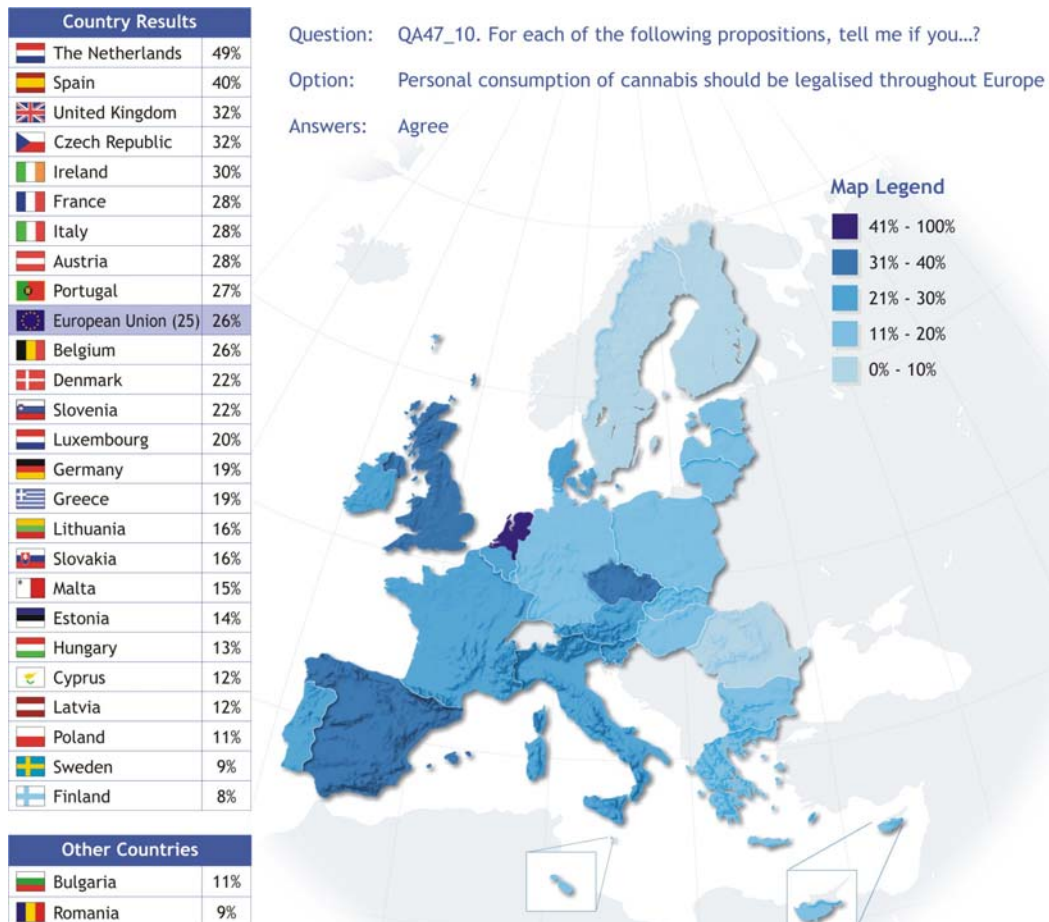 Country Results
The Netherlands 49%
Spain 40%
United Kingdom 32%
Czech Republic 32%
Ireland 30%
France 28%
Italy 28%
Austria 28%
Portugal 27%
European Union (25) 26%
Belgium 26%
Denmark 22%
Slovenia 22%
Luxembourg 20%
Germany 19%
Greece 19%
Lithuania 16%
Slovakia 16%
Malta 15%
Estonia 14%
Hungary 13%
Cyprus 12%
Latvia 12%
Poland 11%
Sweden 9%
Finland 8%
Other Countries
Bulgaria 11%
Romania 9%
Question: QA47_10. For each of the following propositions, tell me if you...?
Option: Personal consumption of cannabis should be legalised throughout Europe
Answers: Agree
Map Legend
41% - 100%
31% - 40%
21% - 30%
11% - 20%
0% - 10%